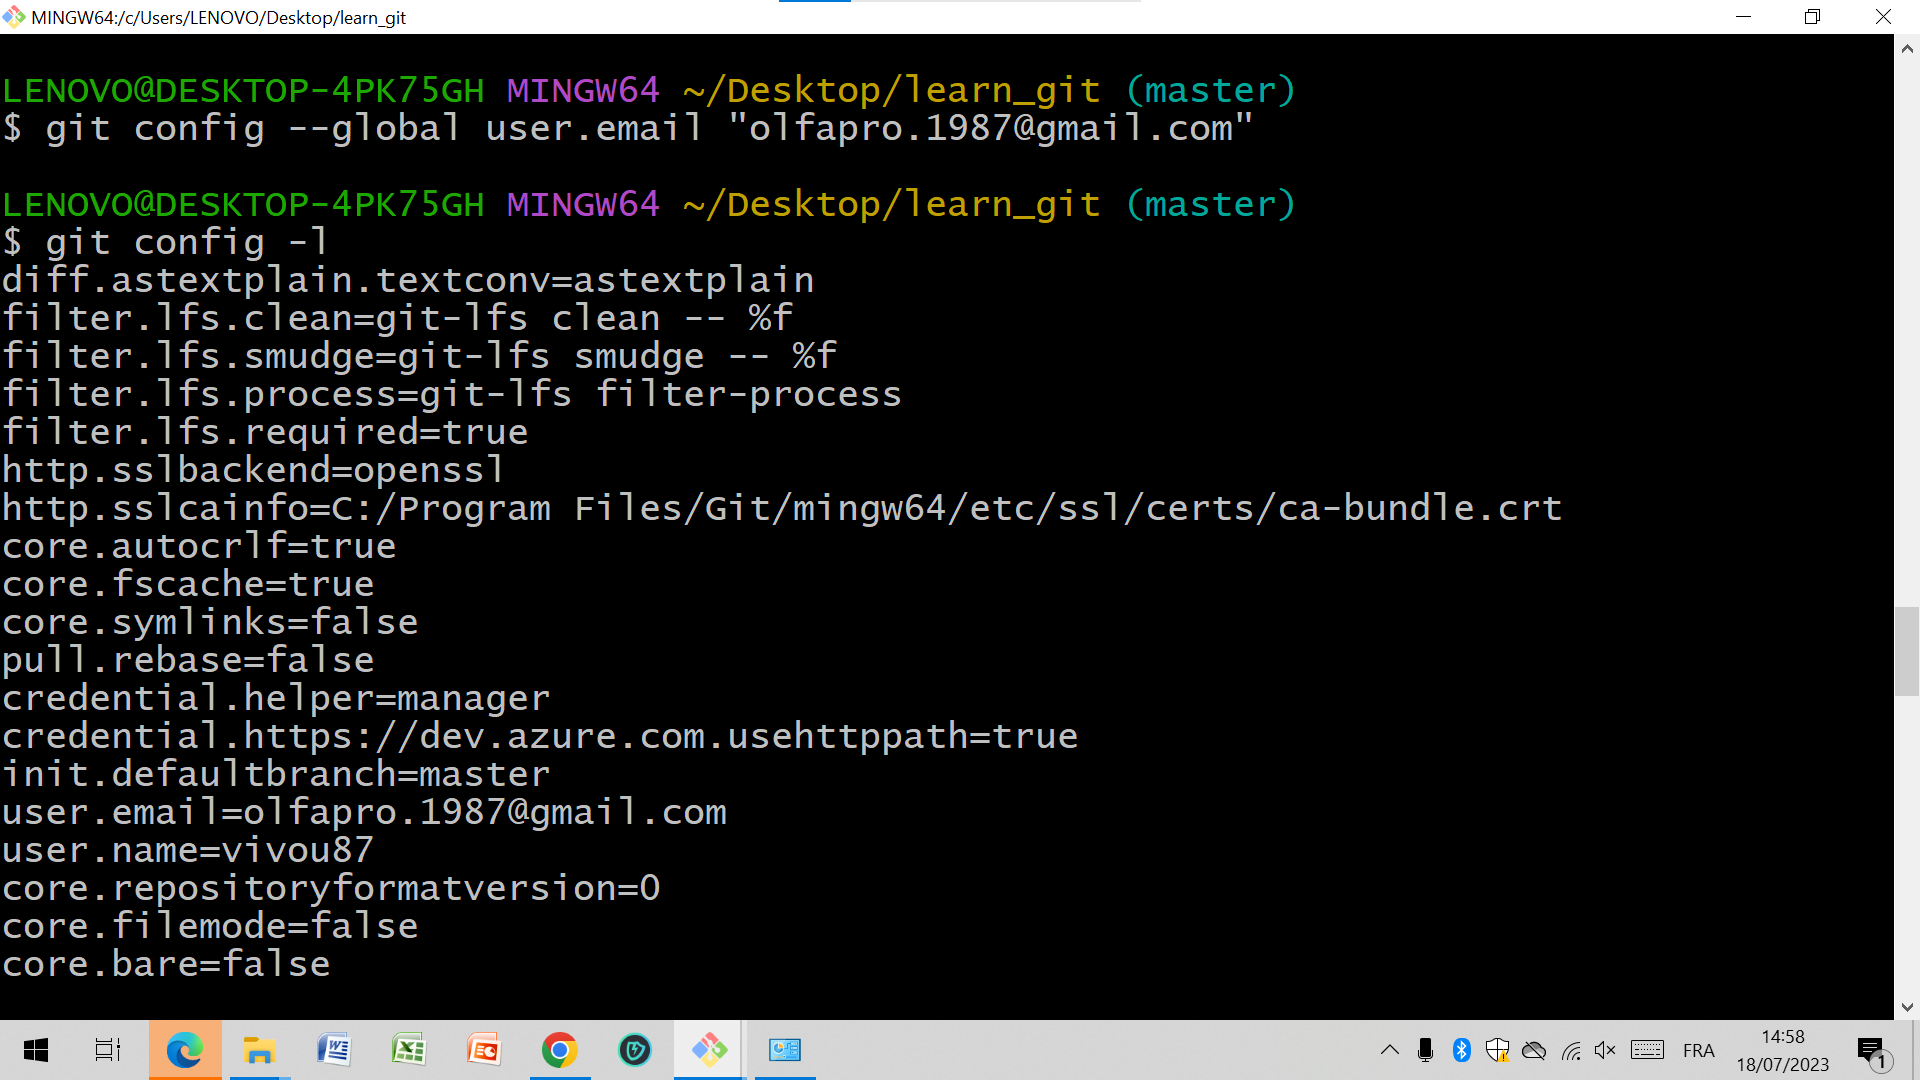 MINGW64:/c/Users/LENOVO/Desktop/learn_git
LENOVO@DESKTOP-4PK75GH MINGW64 ~/Desktop/learn_git (master)
$ git config --global user.email "olfapro.1987@gmail.com"
LENOVO@DESKTOP-4PK75GH MINGW64 ~/Desktop/learn_git (master)
$ git config -l
diff.astextplain.textconv=astextplain
filter.lfs.clean=git-lfs clean -- %f
filter.lfs.smudge=git-lfs smudge -- %f
filter.lfs.process=git-lfs filter-process
filter.lfs.required=true
http.sslbackend=openssl
http.sslcainfo=C:/Program Files/Git/mingw64/etc/ssl/certs/ca-bundle.crt
core.autocrlf=true
core.fscache=true
core.symlinks=false
pull.rebase=false
credential.helper=manager
credential.https://dev.azure.com.usehttppath=true
init.defaultbranch=master
user.email=olfapro.1987@gmail.com
user.name=vivou87
core.repositoryformatversion=0
core.filemode=false
core.bare=false
FRA
14:58
18/07/2023
1